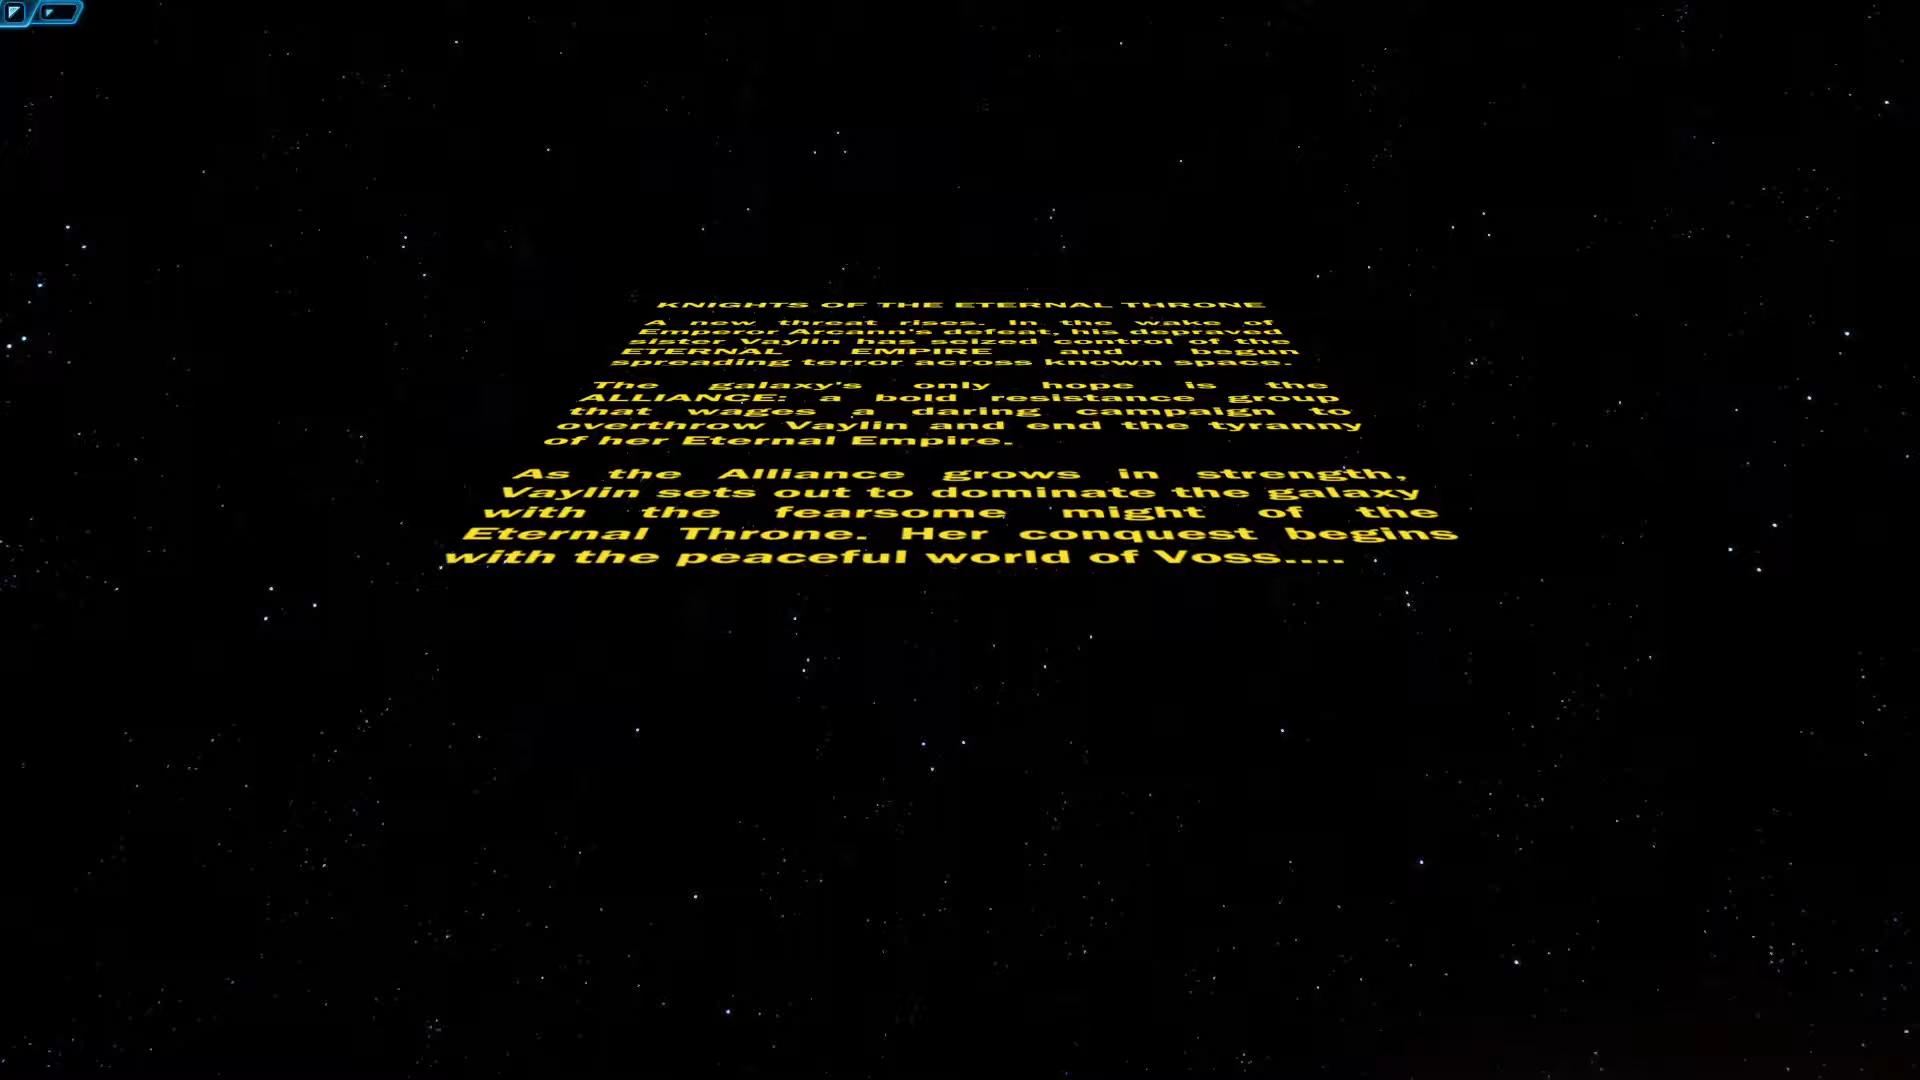 KNIGHTS OF THE ETERNAL THRONE
A new threat rises. In the wake of
Emperor Arcann's defeat, his depraved
sister Vaylin has seized control of the
ETERNAL EMPIRE and begun
spreading terror across known space.
The galaxy's only hope is the
ALLIANCE: a bold resistance group
that wages a daring campaign to
overthrow Vaylin and end the tyranny
of her Eternal Empire.
As the Alliance grows in strength,
Vaylin sets out to dominate the galaxy
with the fearsome might of the
Eternal Throne. Her conquest begins
with the peaceful world of Voss....